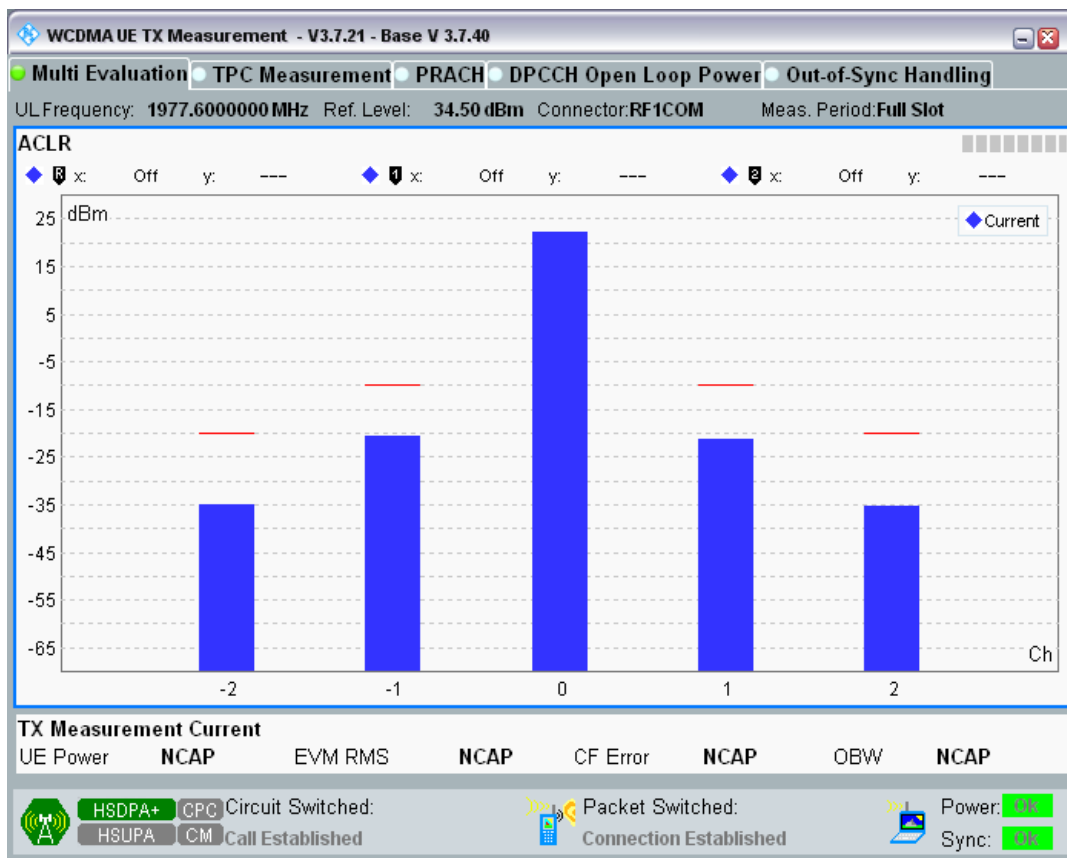 WCDMA UE TX Measurement - V3.7.21 - Base V 3.7.40
Multi Evaluation TPC Measurement PRACH DPCCH Open Loop Power Out-of-Sync Handling
UL Frequency: 1977.6000000 MHz Ref. Level: 34.50 dBm Connector:RF1COM Meas. Period:Full Slot
ACLR
R x: Off y: --- 1 x: Off y: --- 2 x: Off y: ---
dBm
Current
25
15
5
-5
-15
-25
-35
-45
-55
-65
Ch
-2 -1 0 1 2
TX Measurement Current
UE Power NCAP EVM RMS NCAP CF Error NCAP OBW NCAP
HSDPA+ CPC Circuit Switched: Packet Switched: Power: Ok
HSUPA CM Call Established Connection Established Sync: Ok